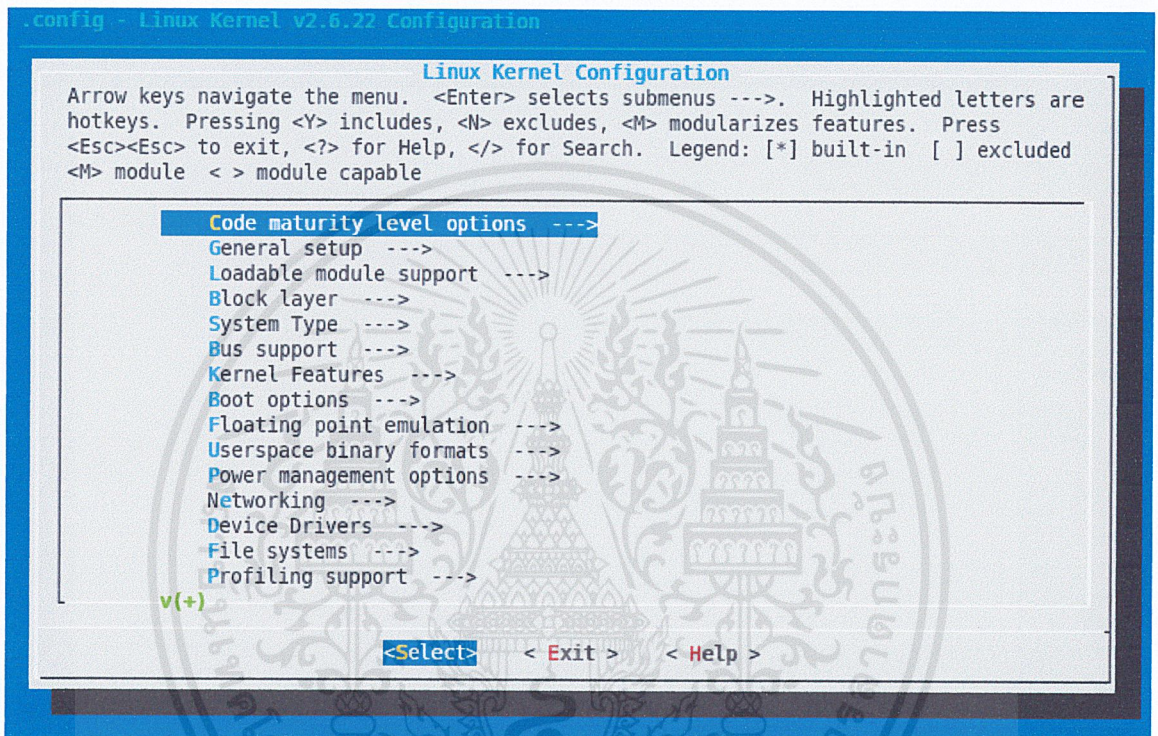 .config - Linux Kernel v2.6.22 Configuration
Linux Kernel Configuration
Arrow keys navigate the menu.  <Enter> selects submenus --->.  Highlighted letters are
hotkeys.  Pressing <Y> includes, <N> excludes, <M> modularizes features.  Press
<Esc><Esc> to exit, <?> for Help, </> for Search.  Legend: [*] built-in  [ ] excluded
<M> module  < > module capable
Code maturity level options  --->
General setup  --->
Loadable module support  --->
Block layer  --->
System Type  --->
Bus support  --->
Kernel Features  --->
Boot options  --->
Floating point emulation  --->
Userspace binary formats  --->
Power management options  --->
Networking  --->
Device Drivers  --->
File systems  --->
Profiling support  --->
v(+)
<Select>    < Exit >    < Help >